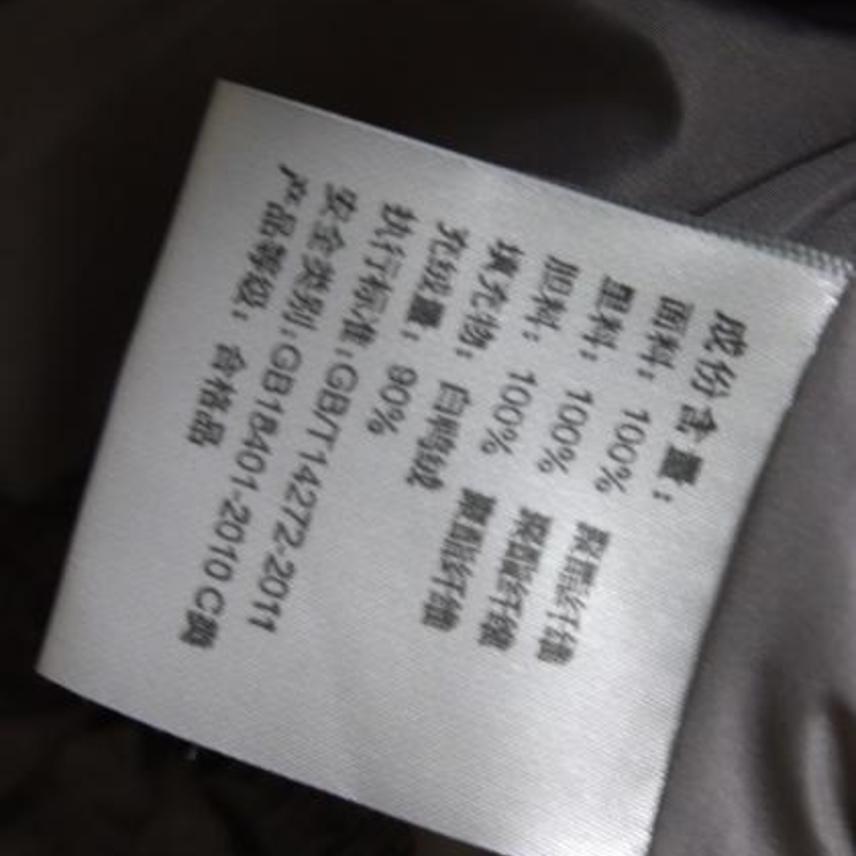 成份含量：
面料：100% 聚酯纤维
里料：100% 聚酯纤维
胆料：100% 聚酯纤维
填充物：白鸭绒
充绒量：90%
执行标准：GB/T14272-2011
安全类别：GB18401-2010 C类
产品等级：合格品